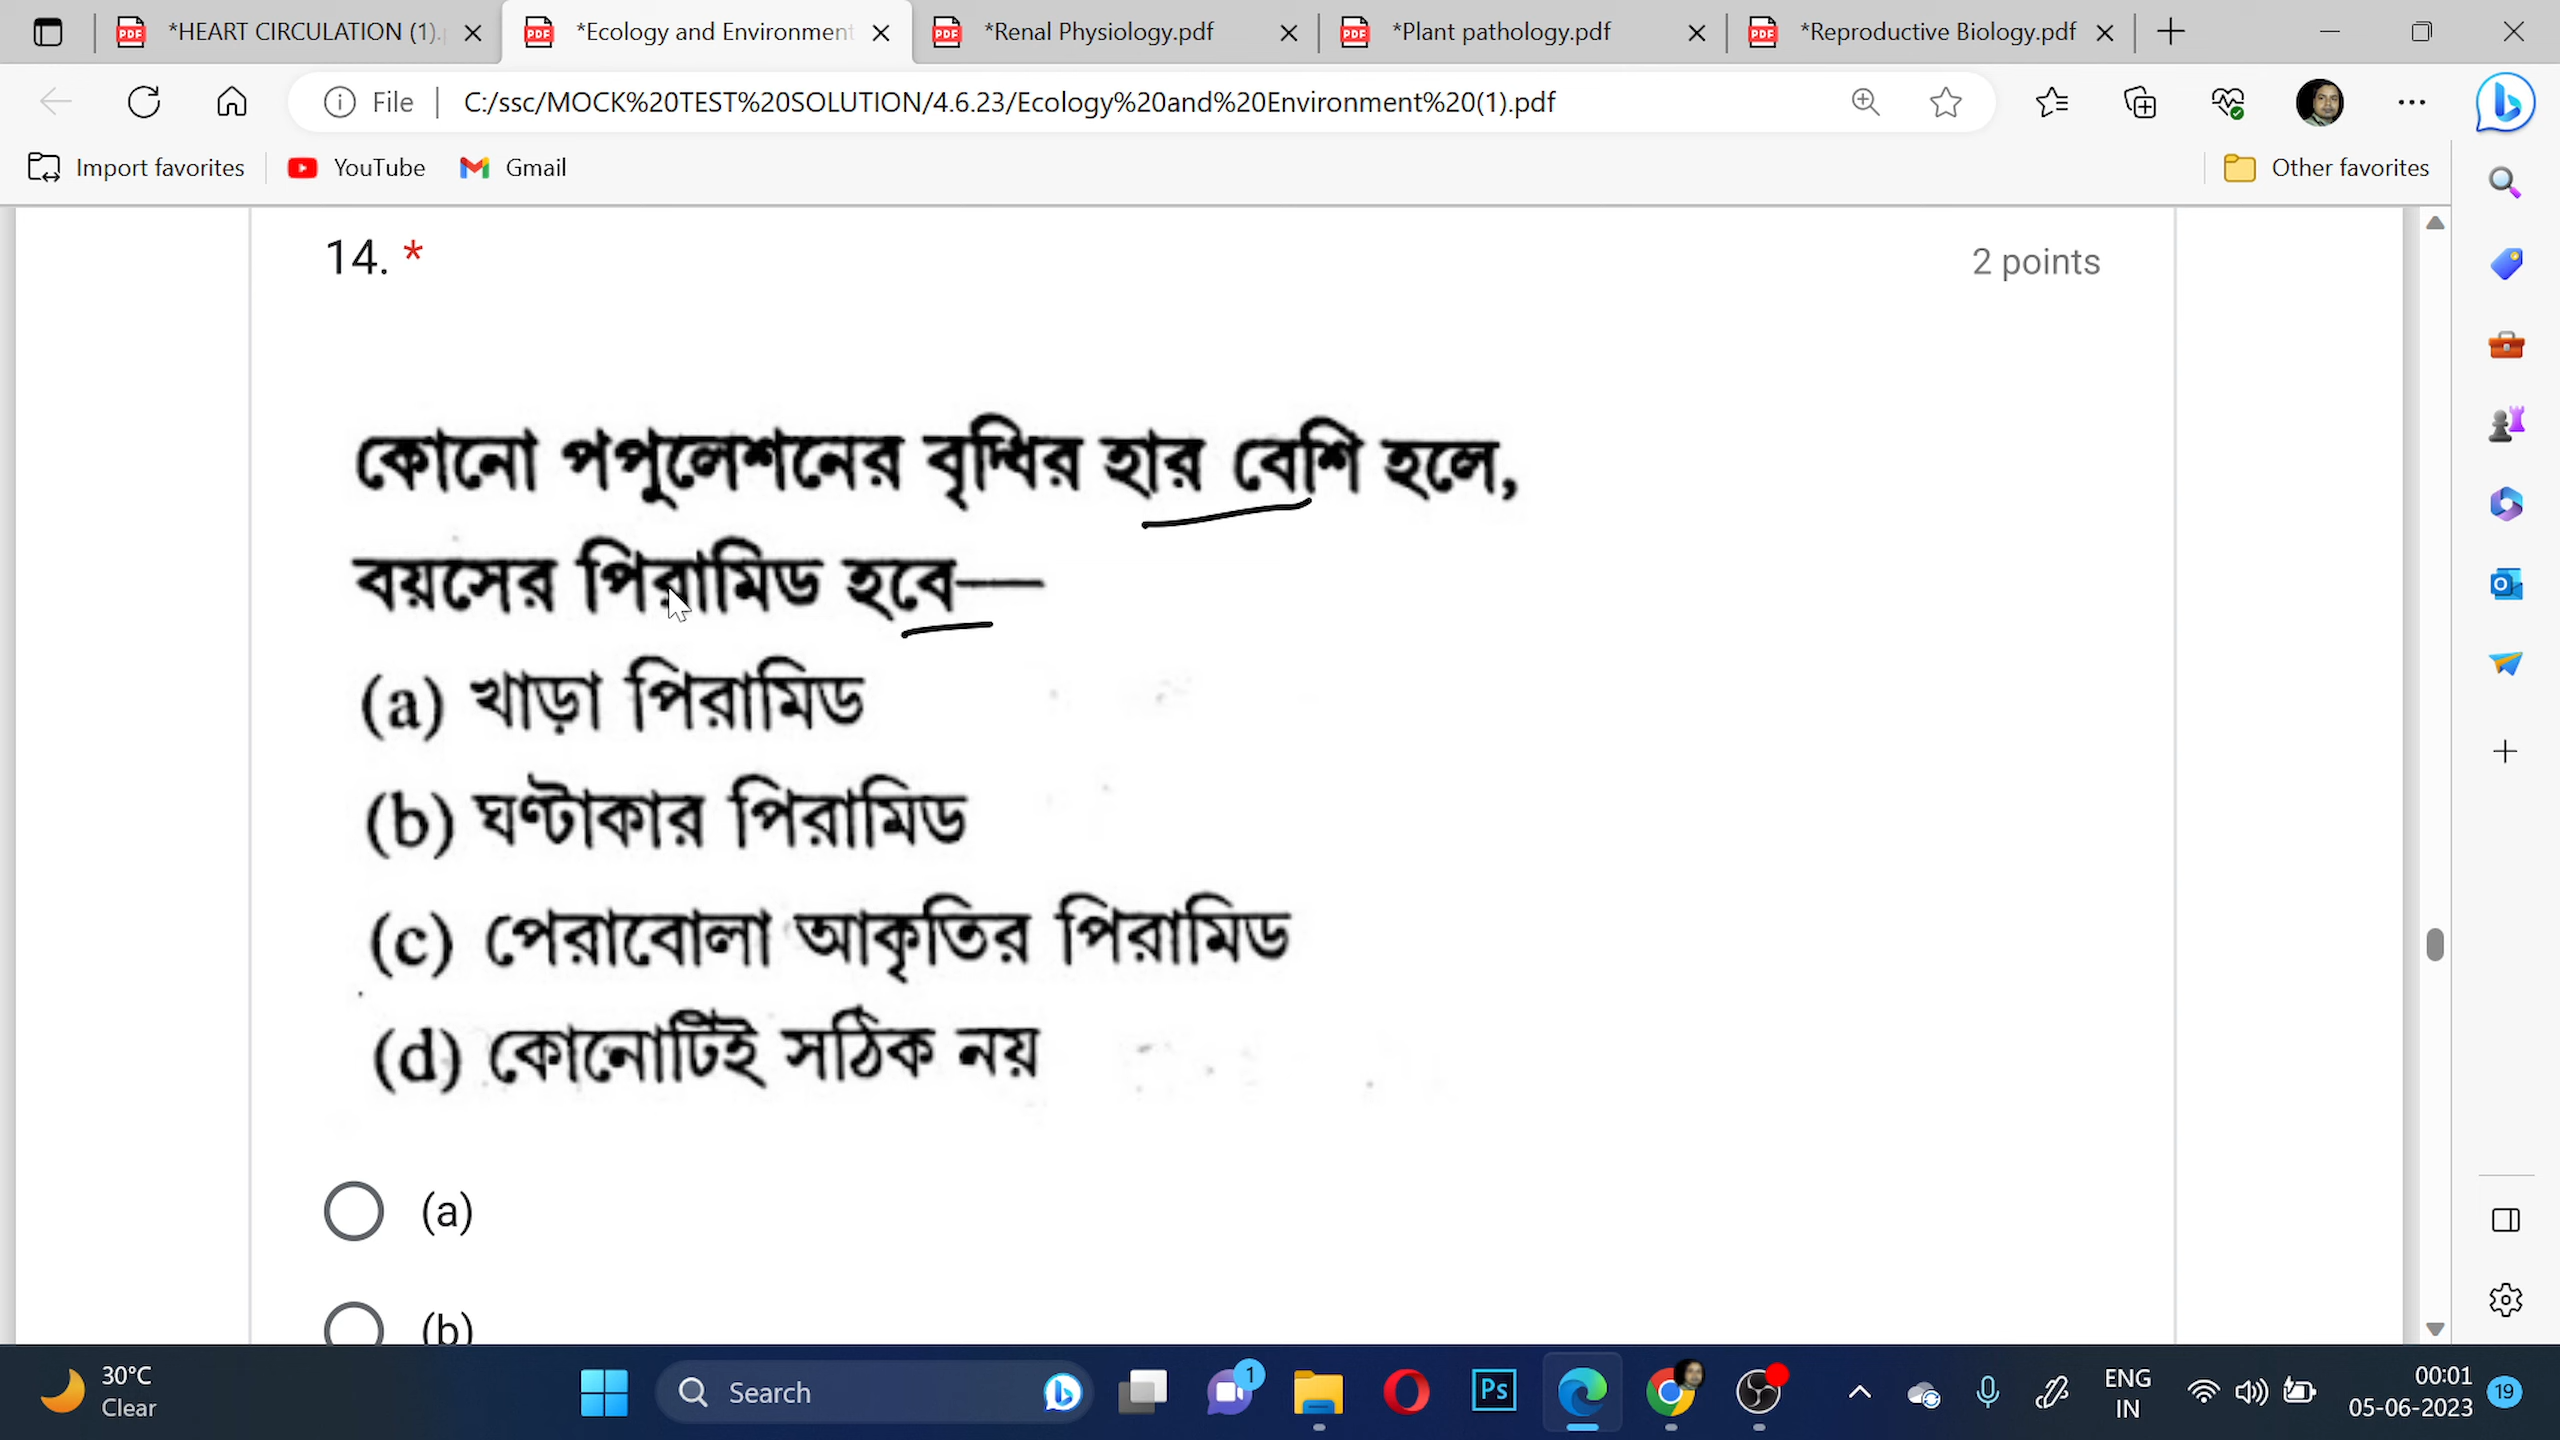 *HEART CIRCULATION (1).
*Ecology and Environment
*Renal Physiology.pdf
*Plant pathology.pdf
*Reproductive Biology.pdf
File
C:/ssc/MOCK%20TEST%20SOLUTION/4.6.23/Ecology%20and%20Environment%20(1).pdf
Import favorites
YouTube
Gmail
Other favorites
14. *
2 points
কোনো পপুলেশনের বৃদ্ধির হার বেশি হলে,
বয়সের পিরামিড হবে—
(a) খাড়া পিরামিড
(b) ঘণ্টাকার পিরামিড
(c) পেরাবোলা আকৃতির পিরামিড
(d) কোনোটিই সঠিক নয়
(a)
(b)
30°C
Clear
Search
1
Ps
ENG
IN
00:01
05-06-2023
19